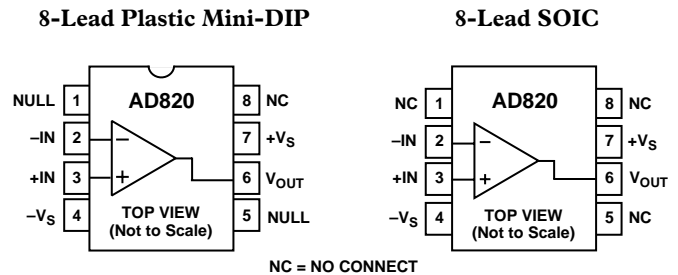 8-Lead Plastic Mini-DIP
NULL 1 AD820 8 NC
–IN 2 – 7 +VS
+IN 3 + 6 VOUT
–VS 4 TOP VIEW 5 NULL
(Not to Scale)
8-Lead SOIC
NC 1 AD820 8 NC
–IN 2 – 7 +VS
+IN 3 + 6 VOUT
–VS 4 TOP VIEW 5 NC
(Not to Scale)
NC = NO CONNECT